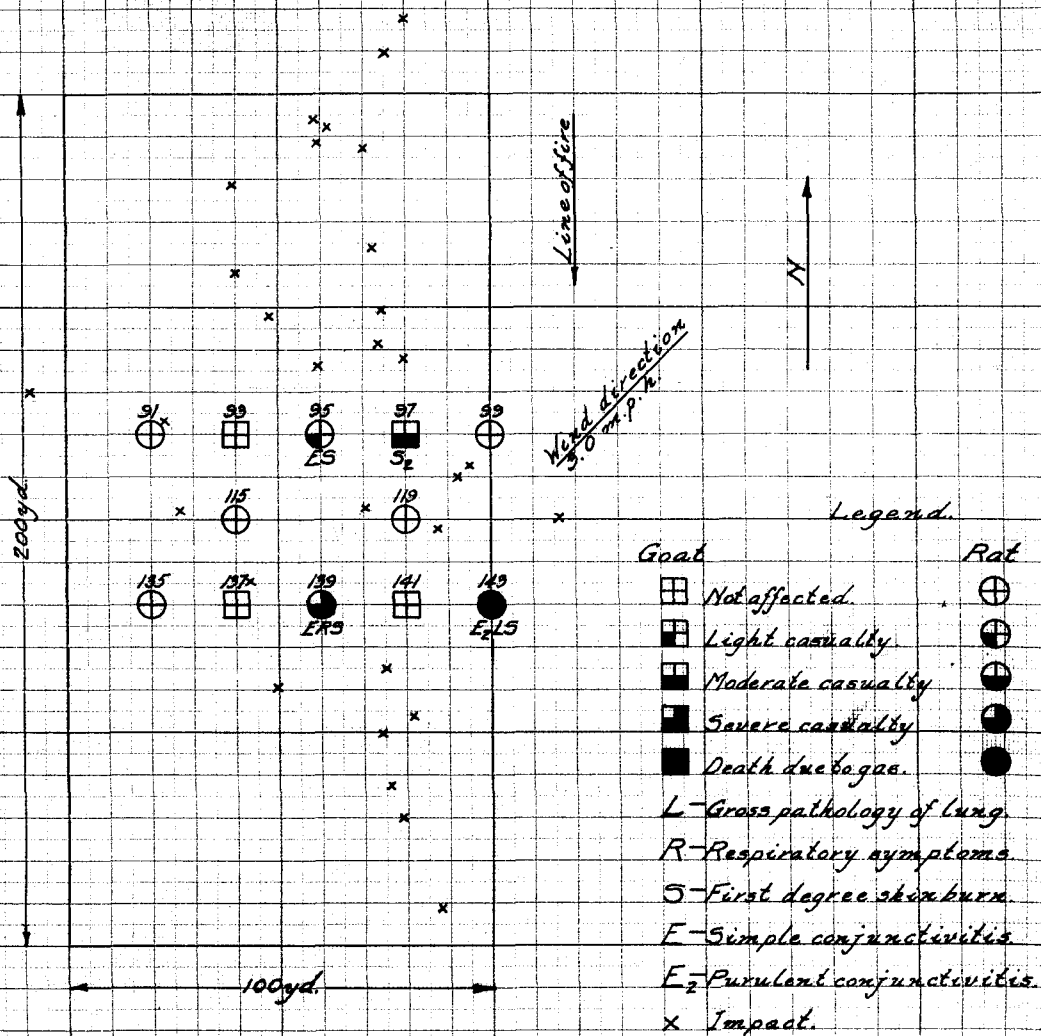 Line of fire
N
Wind direction
3.0 m.p.h.
91 93 95 97 99
ES S₂
115 119
135 137 139 141 143
ERS E₂LS
200yd.
100yd.
Legend.
Goat Rat
Not affected.
Light casualty.
Moderate casualty
Severe casualty
Death due to gas.
L-Gross pathology of lung.
R-Respiratory symptoms.
S-First degree skin burn.
E-Simple conjunctivitis.
E₂-Purulent conjunctivitis.
x Impact.